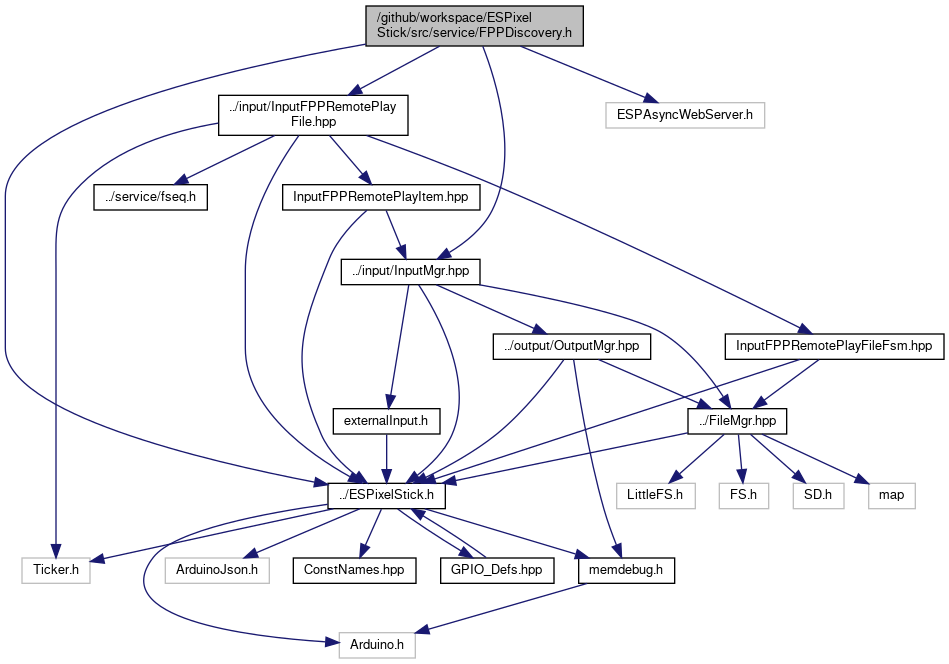 /github/workspace/ESPixel
Stick/src/service/FPPDiscovery.h
../input/InputFPPRemotePlay
File.hpp
ESPAsyncWebServer.h
../service/fseq.h
InputFPPRemotePlayItem.hpp
../input/InputMgr.hpp
../output/OutputMgr.hpp
InputFPPRemotePlayFileFsm.hpp
externalInput.h
../FileMgr.hpp
../ESPixelStick.h
LittleFS.h
FS.h
SD.h
map
Ticker.h
ArduinoJson.h
ConstNames.hpp
GPIO_Defs.hpp
memdebug.h
Arduino.h